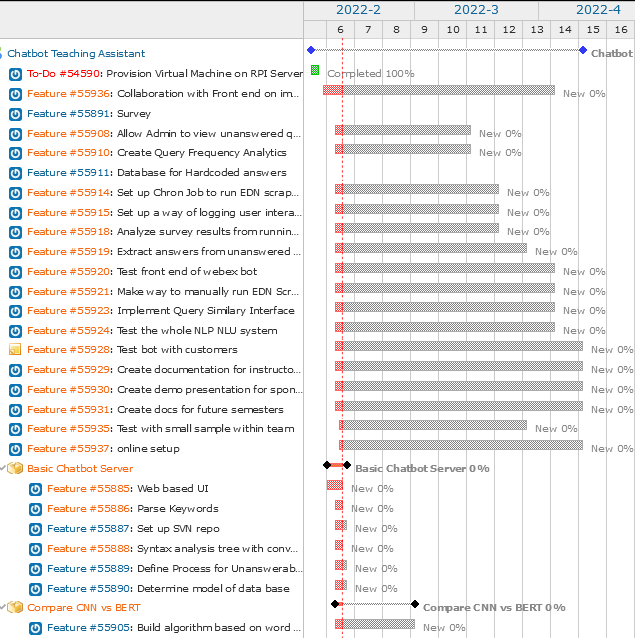 2022-2 2022-3 2022-4
6 7 8 9 10 11 12 13 14 15 16
Chatbot Teaching Assistant Chatbot
To-Do #54590: Provision Virtual Machine on RPI Server Completed 100%
Feature #55936: Collaboration with Front end on im... New 0%
Feature #55891: Survey
Feature #55908: Allow Admin to view unanswered q... New 0%
Feature #55910: Create Query Frequency Analytics New 0%
Feature #55911: Database for Hardcoded answers
Feature #55914: Set up Chron Job to run EDN scrap... New 0%
Feature #55915: Set up a way of logging user intera... New 0%
Feature #55918: Analyze survey results from runnin... New 0%
Feature #55919: Extract answers from unanswered ... New 0%
Feature #55920: Test front end of webex bot New 0%
Feature #55921: Make way to manually run EDN Scr... New 0%
Feature #55923: Implement Query Similary Interface New 0%
Feature #55924: Test the whole NLP NLU system New 0%
Feature #55928: Test bot with customers New 0%
Feature #55929: Create documentation for instructo... New 0%
Feature #55930: Create demo presentation for spon... New 0%
Feature #55931: Create docs for future semesters New 0%
Feature #55935: Test with small sample within team New 0%
Feature #55937: online setup New 0%
Basic Chatbot Server Basic Chatbot Server 0%
Feature #55885: Web based UI New 0%
Feature #55886: Parse Keywords New 0%
Feature #55887: Set up SVN repo New 0%
Feature #55888: Syntax analysis tree with conv... New 0%
Feature #55889: Define Process for Unanswerab... New 0%
Feature #55890: Determine model of data base New 0%
Compare CNN vs BERT Compare CNN vs BERT 0%
Feature #55905: Build algorithm based on word ... New 0%